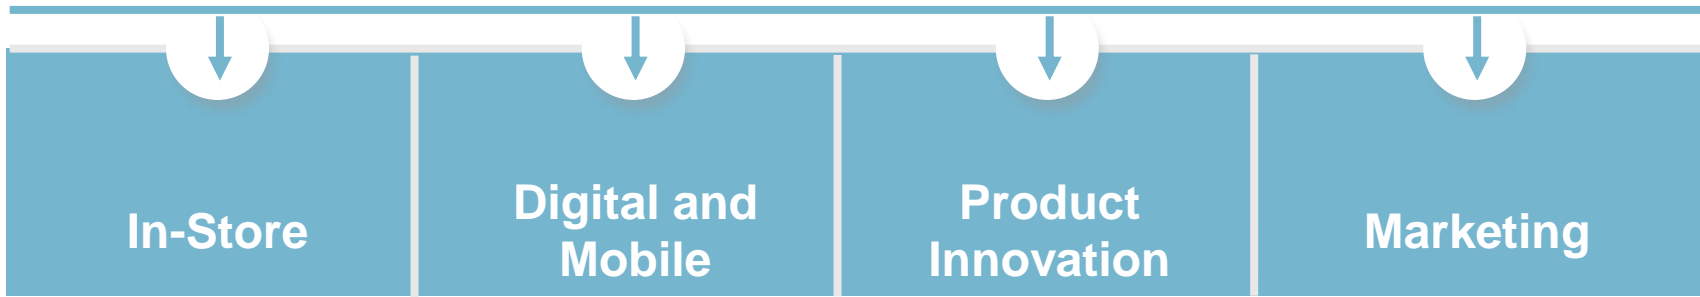 In-Store
Digital and
Mobile
Product
Innovation
Marketing